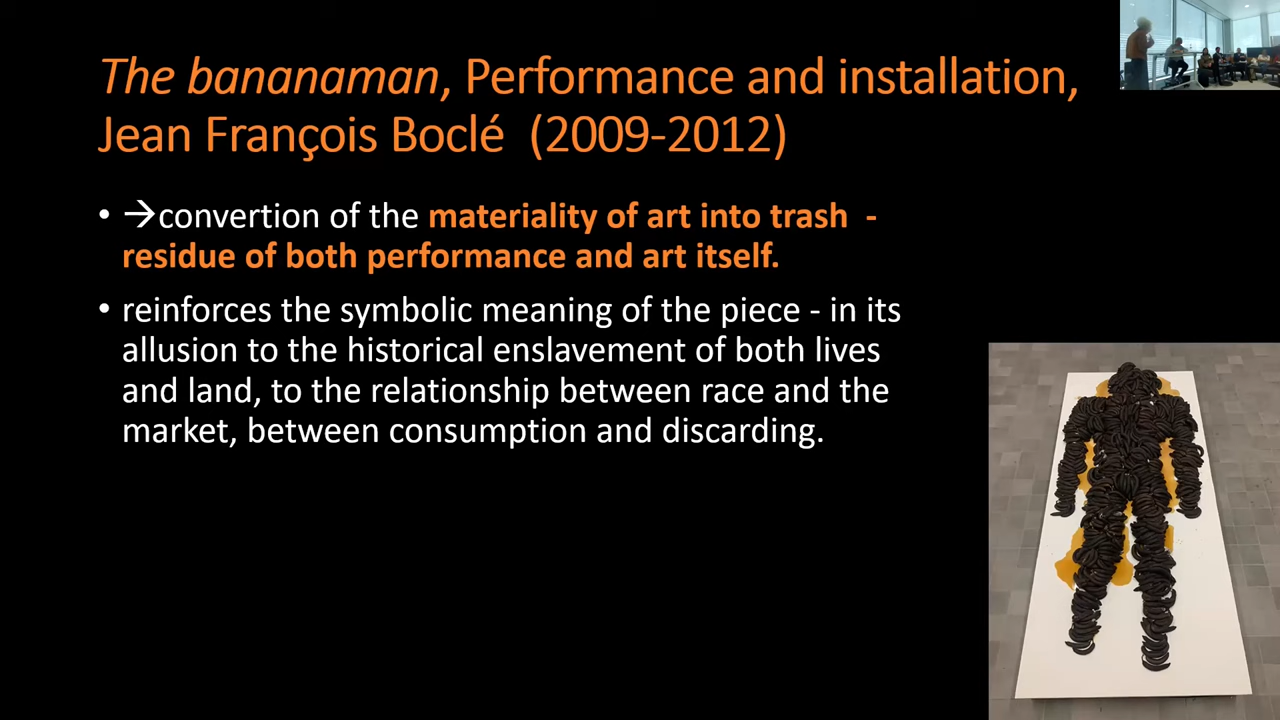 The bananaman, Performance and installation,
Jean François Boclé (2009-2012)
• →convertion of the materiality of art into trash -
residue of both performance and art itself.
• reinforces the symbolic meaning of the piece - in its
allusion to the historical enslavement of both lives
and land, to the relationship between race and the
market, between consumption and discarding.